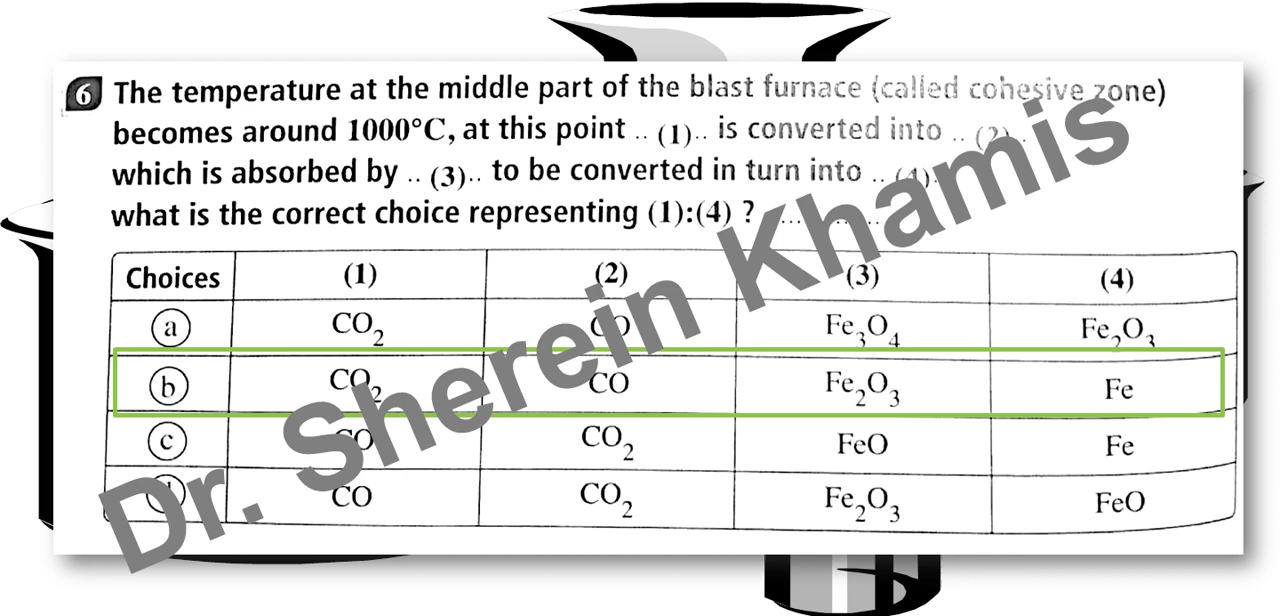 6 The temperature at the middle part of the blast furnace (called cohesive zone)
becomes around 1000°C, at this point .. (1).. is converted into .. (2) .
which is absorbed by .. (3).. to be converted in turn into .. (4).
what is the correct choice representing (1):(4) ? ...........
Choices (1) (2) (3) (4)
a CO₂ CO Fe₃O₄ Fe₂O₃
b CO₂ CO Fe₂O₃ Fe
c CO CO₂ FeO Fe
d CO CO₂ Fe₂O₃ FeO
Dr. Sherein Khamis